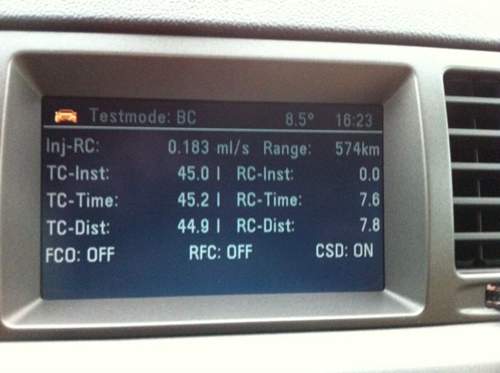 Testmode: BC 8.5° 16:23
Inj-RC: 0.183 ml/s Range: 574km
TC-Inst: 45.0 l RC-Inst: 0.0
TC-Time: 45.2 l RC-Time: 7.6
TC-Dist: 44.9 l RC-Dist: 7.8
FCO: OFF RFC: OFF CSD: ON